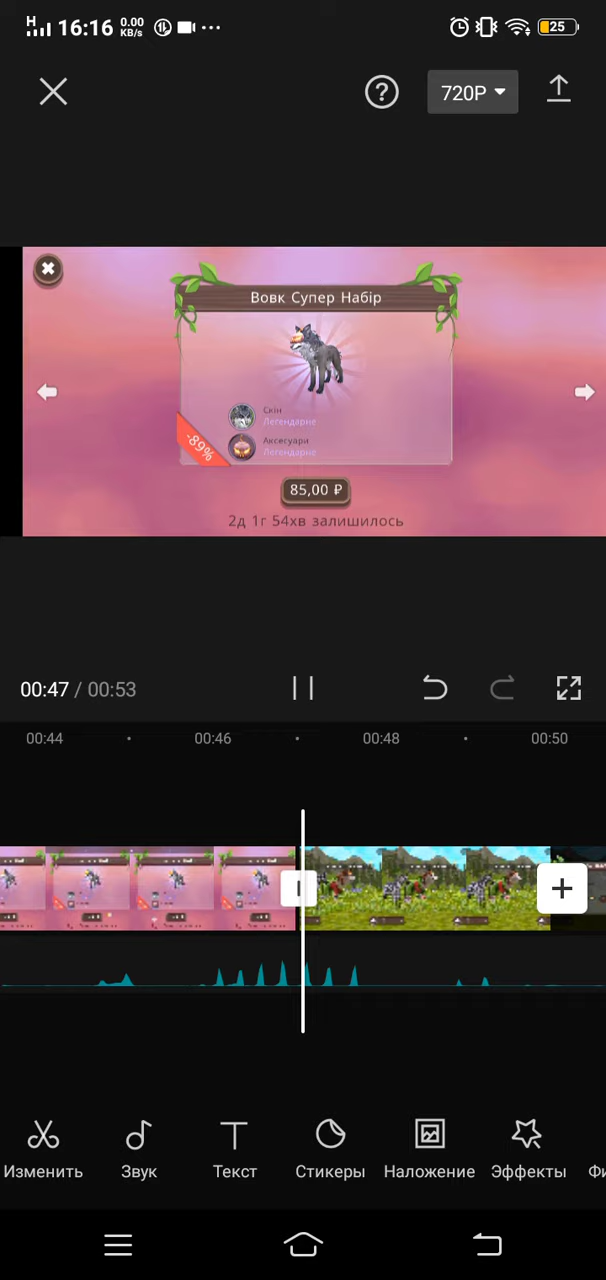 H 16:16 0.00 KB/s 25
720P
Вовк Супер Набір
Скін
Легендарне
Аксесуари
Легендарне
-89%
85,00 ₽
2д 1г 54хв залишилось
00:47 / 00:53
00:44 00:46 00:48 00:50
Изменить Звук Текст Стикеры Наложение Эффекты Фи